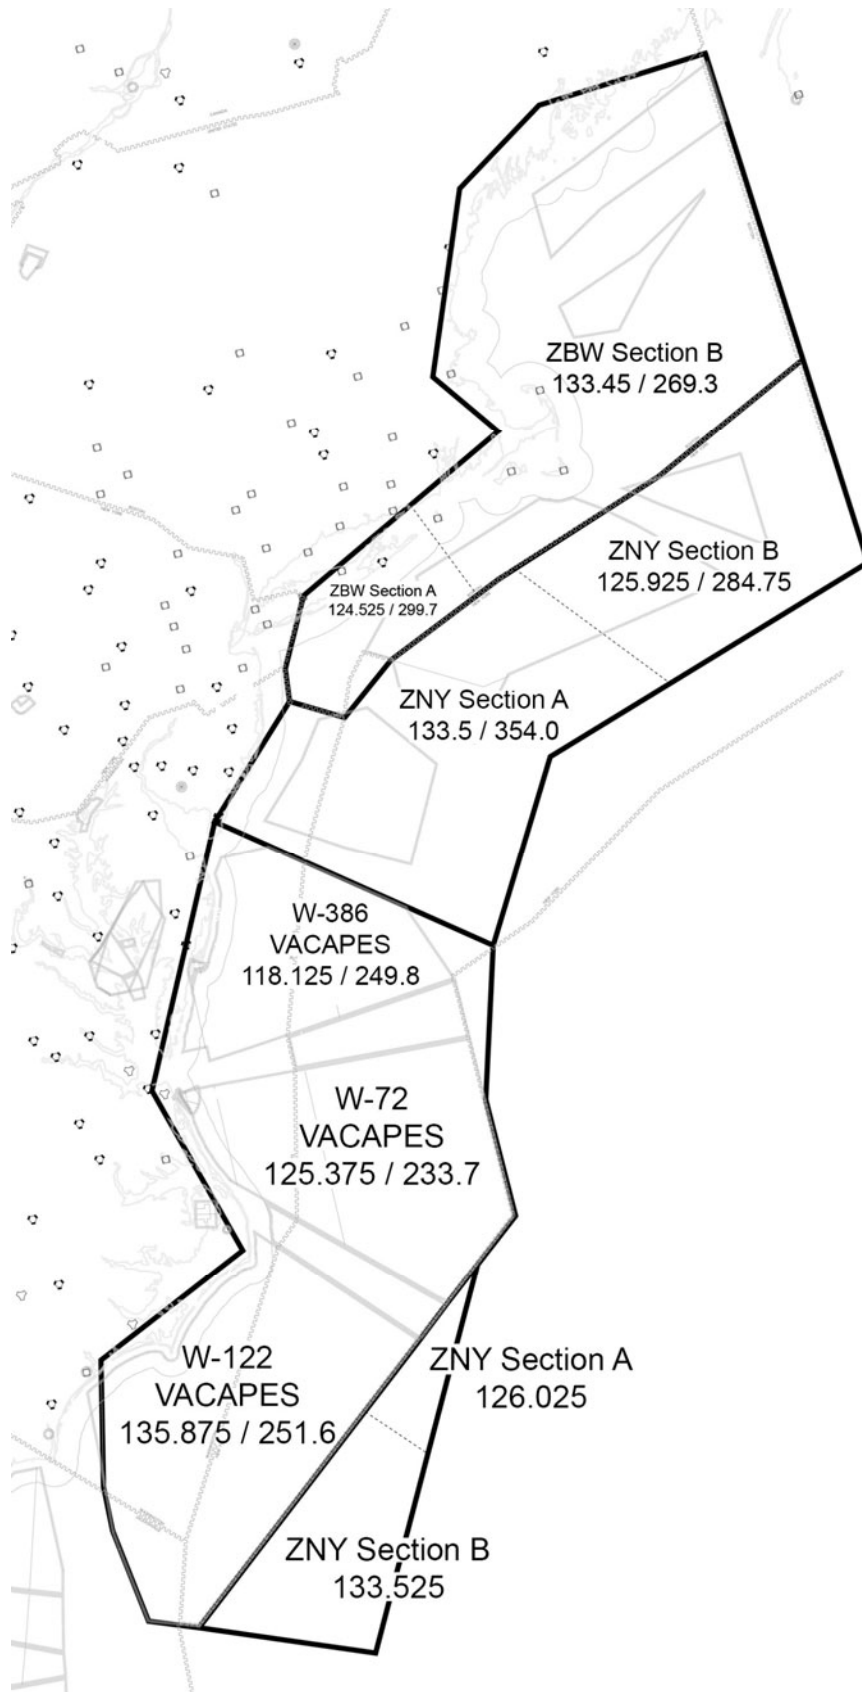 ZBW Section B
133.45 / 269.3
ZNY Section B
125.925 / 284.75
ZBW Section A
124.525 / 299.7
ZNY Section A
133.5 / 354.0
W-386
VACAPES
118.125 / 249.8
W-72
VACAPES
125.375 / 233.7
W-122
VACAPES
135.875 / 251.6
ZNY Section A
126.025
ZNY Section B
133.525